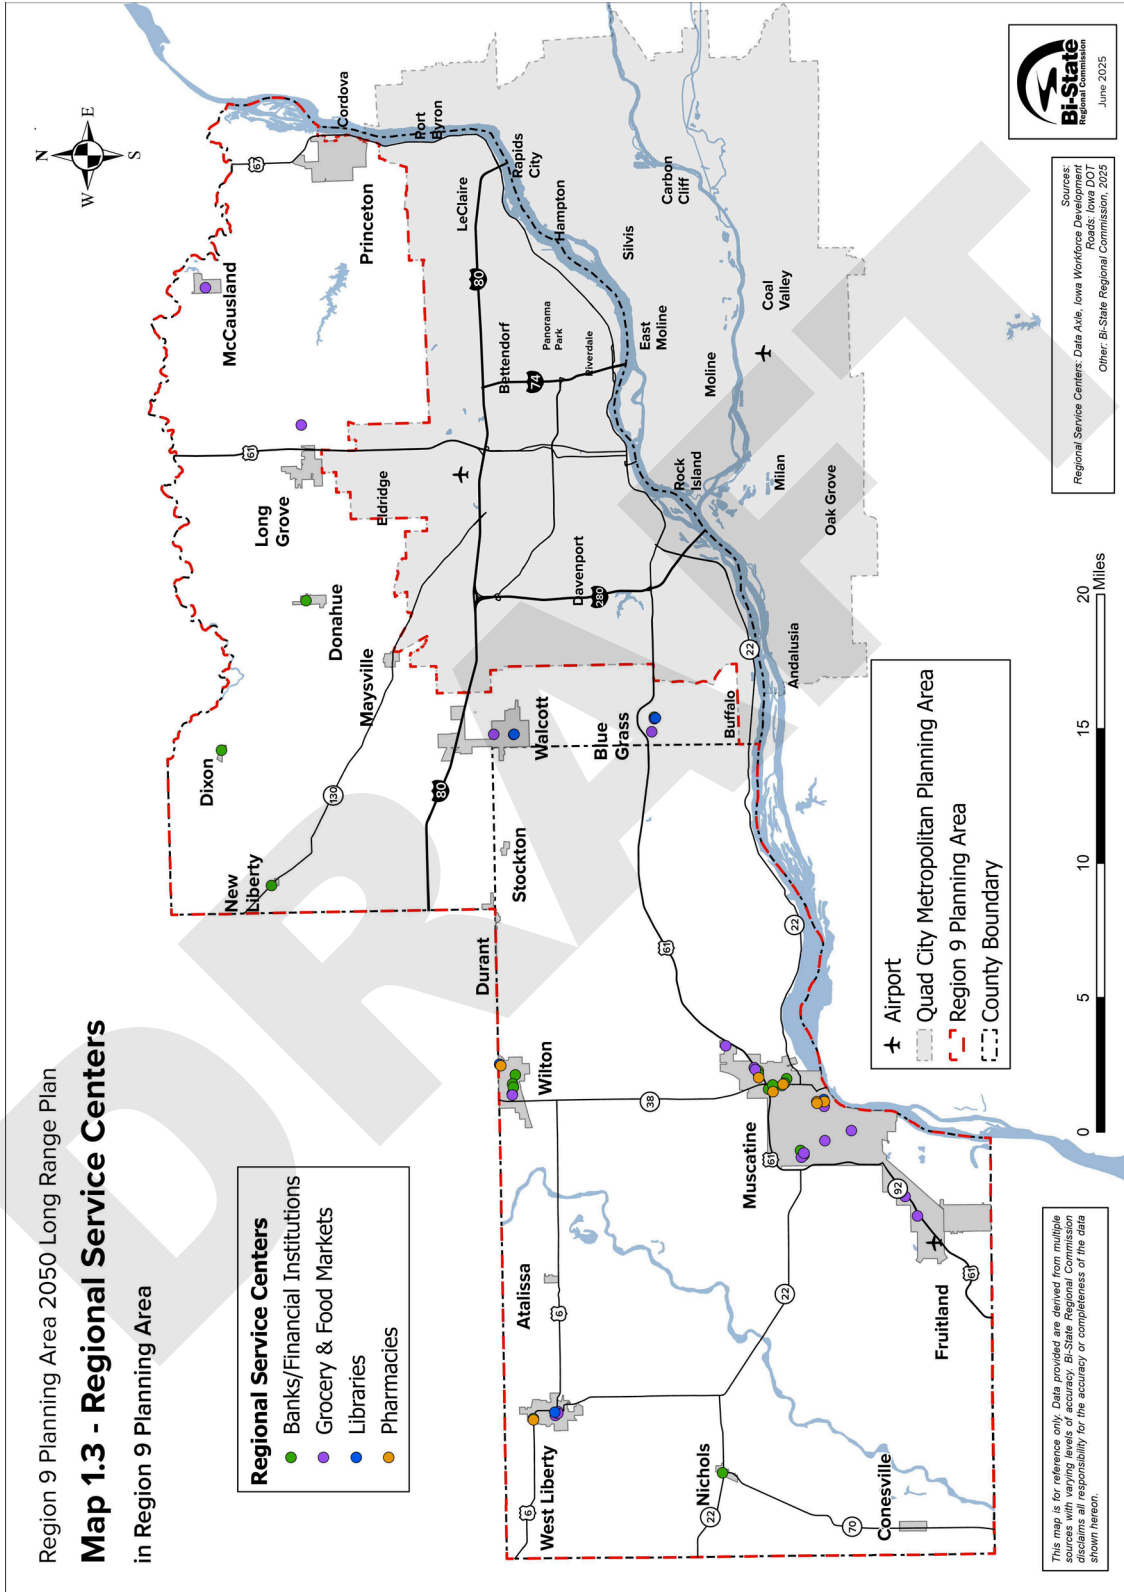 Region 9 Planning Area 2050 Long Range Plan
Map 1.3 - Regional Service Centers
in Region 9 Planning Area
N
W
E
S
Regional Service Centers
Banks/Financial Institutions
Grocery & Food Markets
Libraries
Pharmacies
DRAFT
New
Liberty
Dixon
Donahue
Maysville
Long
Grove
McCausland
Princeton
Cordova
Port
Byron
Eldridge
LeClaire
Rapids
City
Hampton
Bettendorf
Panorama
Park
Riverdale
Silvis
East
Moline
Carbon
Cliff
Coal
Valley
Moline
Rock
Island
Milan
Oak Grove
Davenport
Andalusia
Buffalo
Blue
Grass
Walcott
Stockton
Durant
Wilton
Atalissa
West Liberty
Muscatine
Nichols
Conesville
Fruitland
67
61
80
74
130
80
280
22
61
22
38
61
92
61
22
6
6
22
70
Airport
Quad City Metropolitan Planning Area
Region 9 Planning Area
County Boundary
0
5
10
15
20
Miles
This map is for reference only. Data provided are derived from multiple
sources with varying levels of accuracy. Bi-State Regional Commission
disclaims all responsibility for the accuracy or completeness of the data
shown hereon.
Sources:
Regional Service Centers: Data Axle, Iowa Workforce Development
Roads: Iowa DOT
Other: Bi-State Regional Commission, 2025
Bi-State
Regional Commission
June 2025